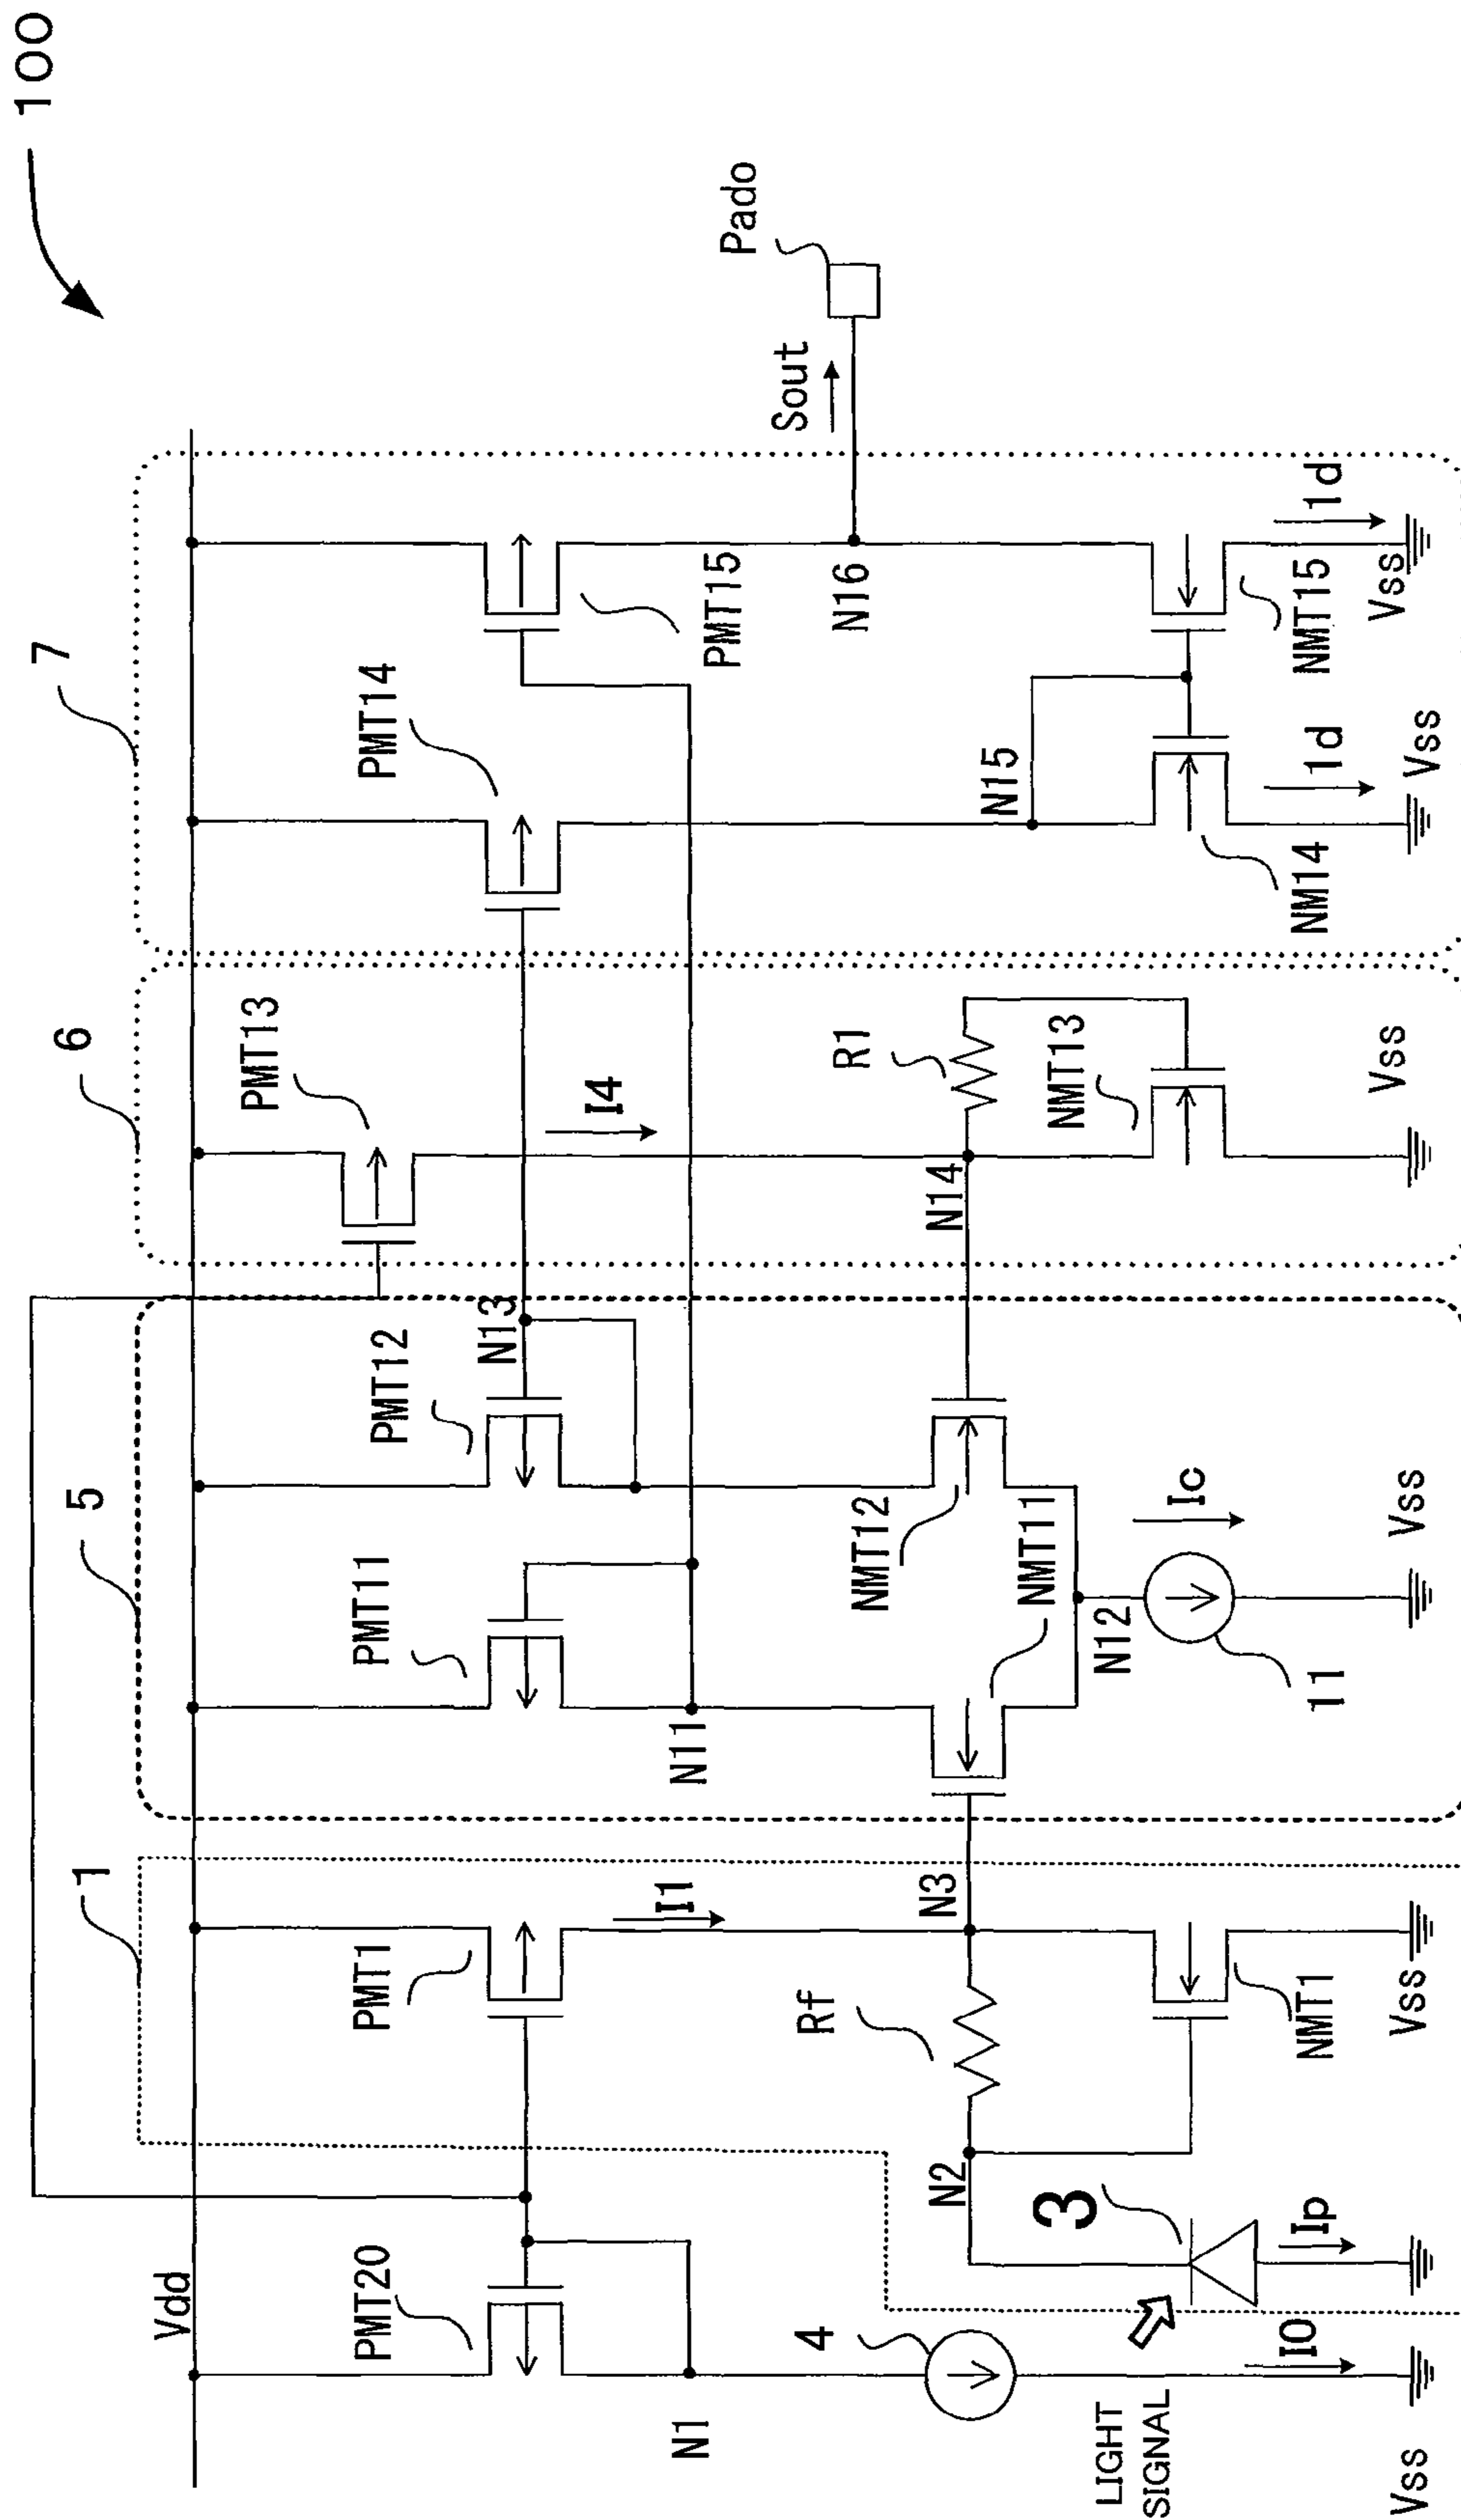 100
7
6
5
1
Vdd
PMT20
PMT1
PMT11
PMT12
PMT13
PMT14
PMT15
N1
I1
N11
N13
I4
N16
Sout
Pado
4
N2
Rf
N3
NMT12
N14
R1
N15
LIGHT
SIGNAL
3
NMT11
N12
Ic
NMT13
I0
Ip
NMT1
11
NM14
1d
NMT15
1d
Vss
Vss
Vss
Vss
Vss
Vss